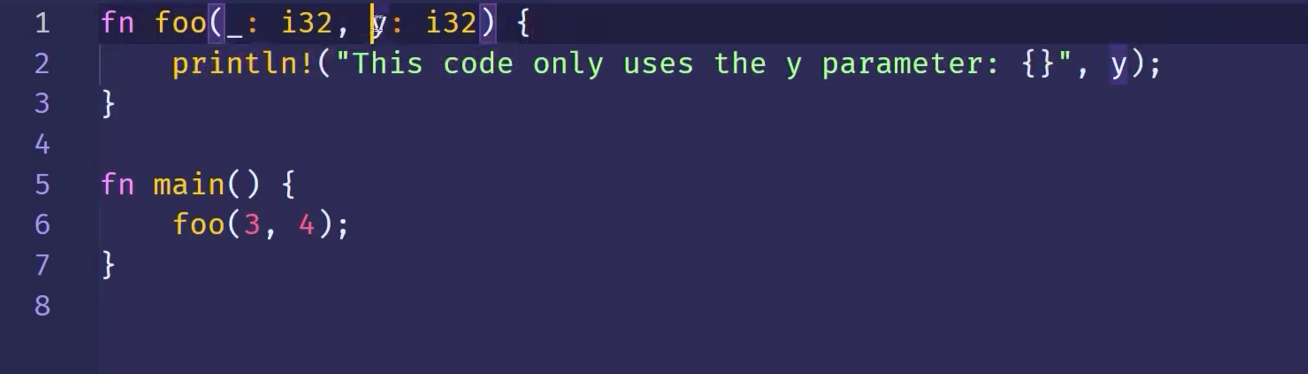 1 fn foo(_: i32, y: i32) {
2     println!("This code only uses the y parameter: {}", y);
3 }
4
5 fn main() {
6     foo(3, 4);
7 }
8